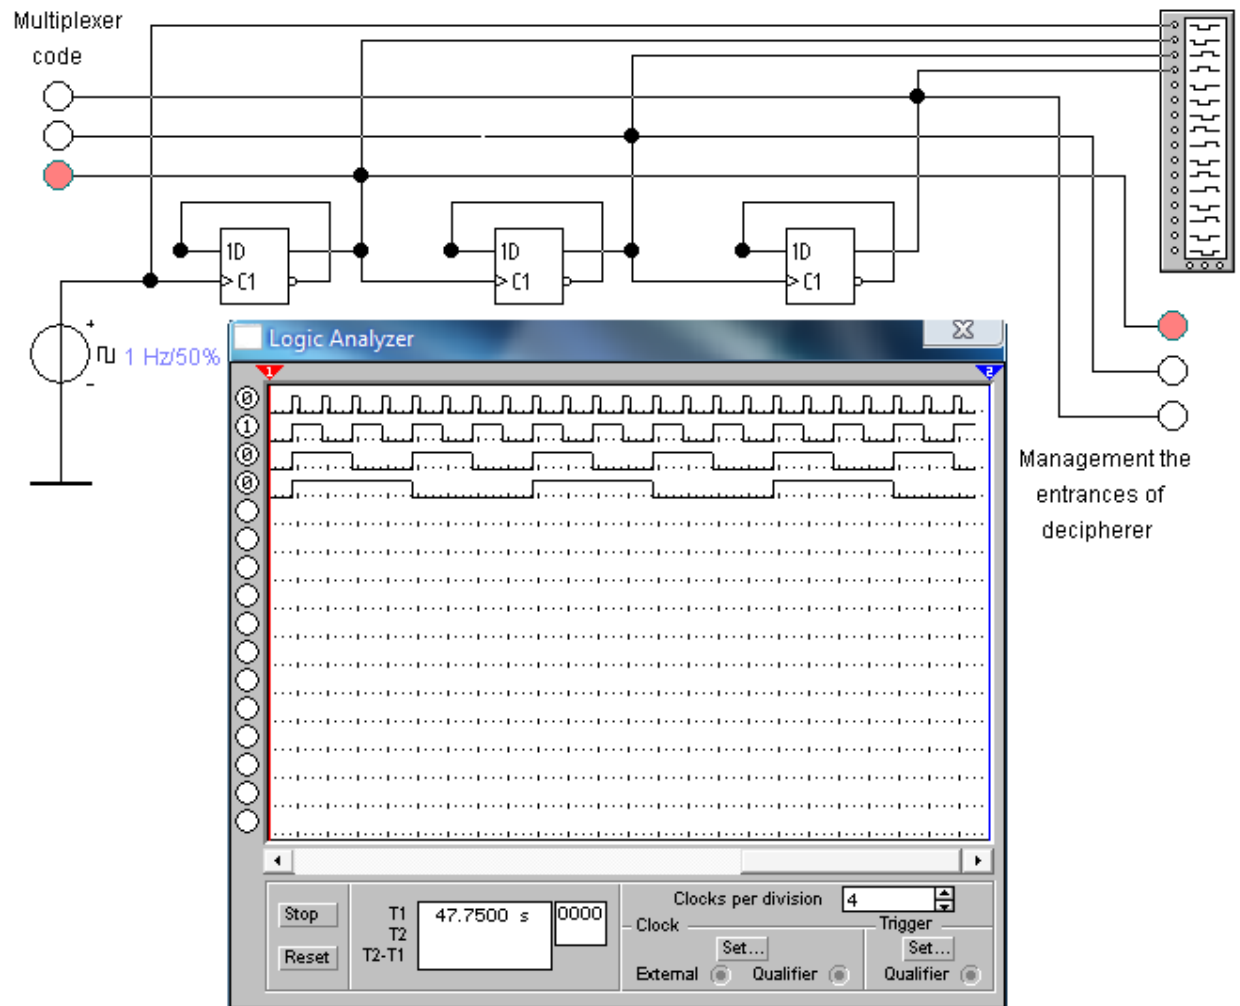 Multiplexer
code
1D
C1
1D
C1
1D
C1
+
1 Hz/50%
-
Logic Analyzer
1
2
0
1
0
0
Management the
entrances of
decipherer
Stop
Reset
T1
T2
T2-T1
47.7500 s
0000
Clocks per division
4
Clock
Set...
External
Qualifier
Trigger
Set...
Qualifier